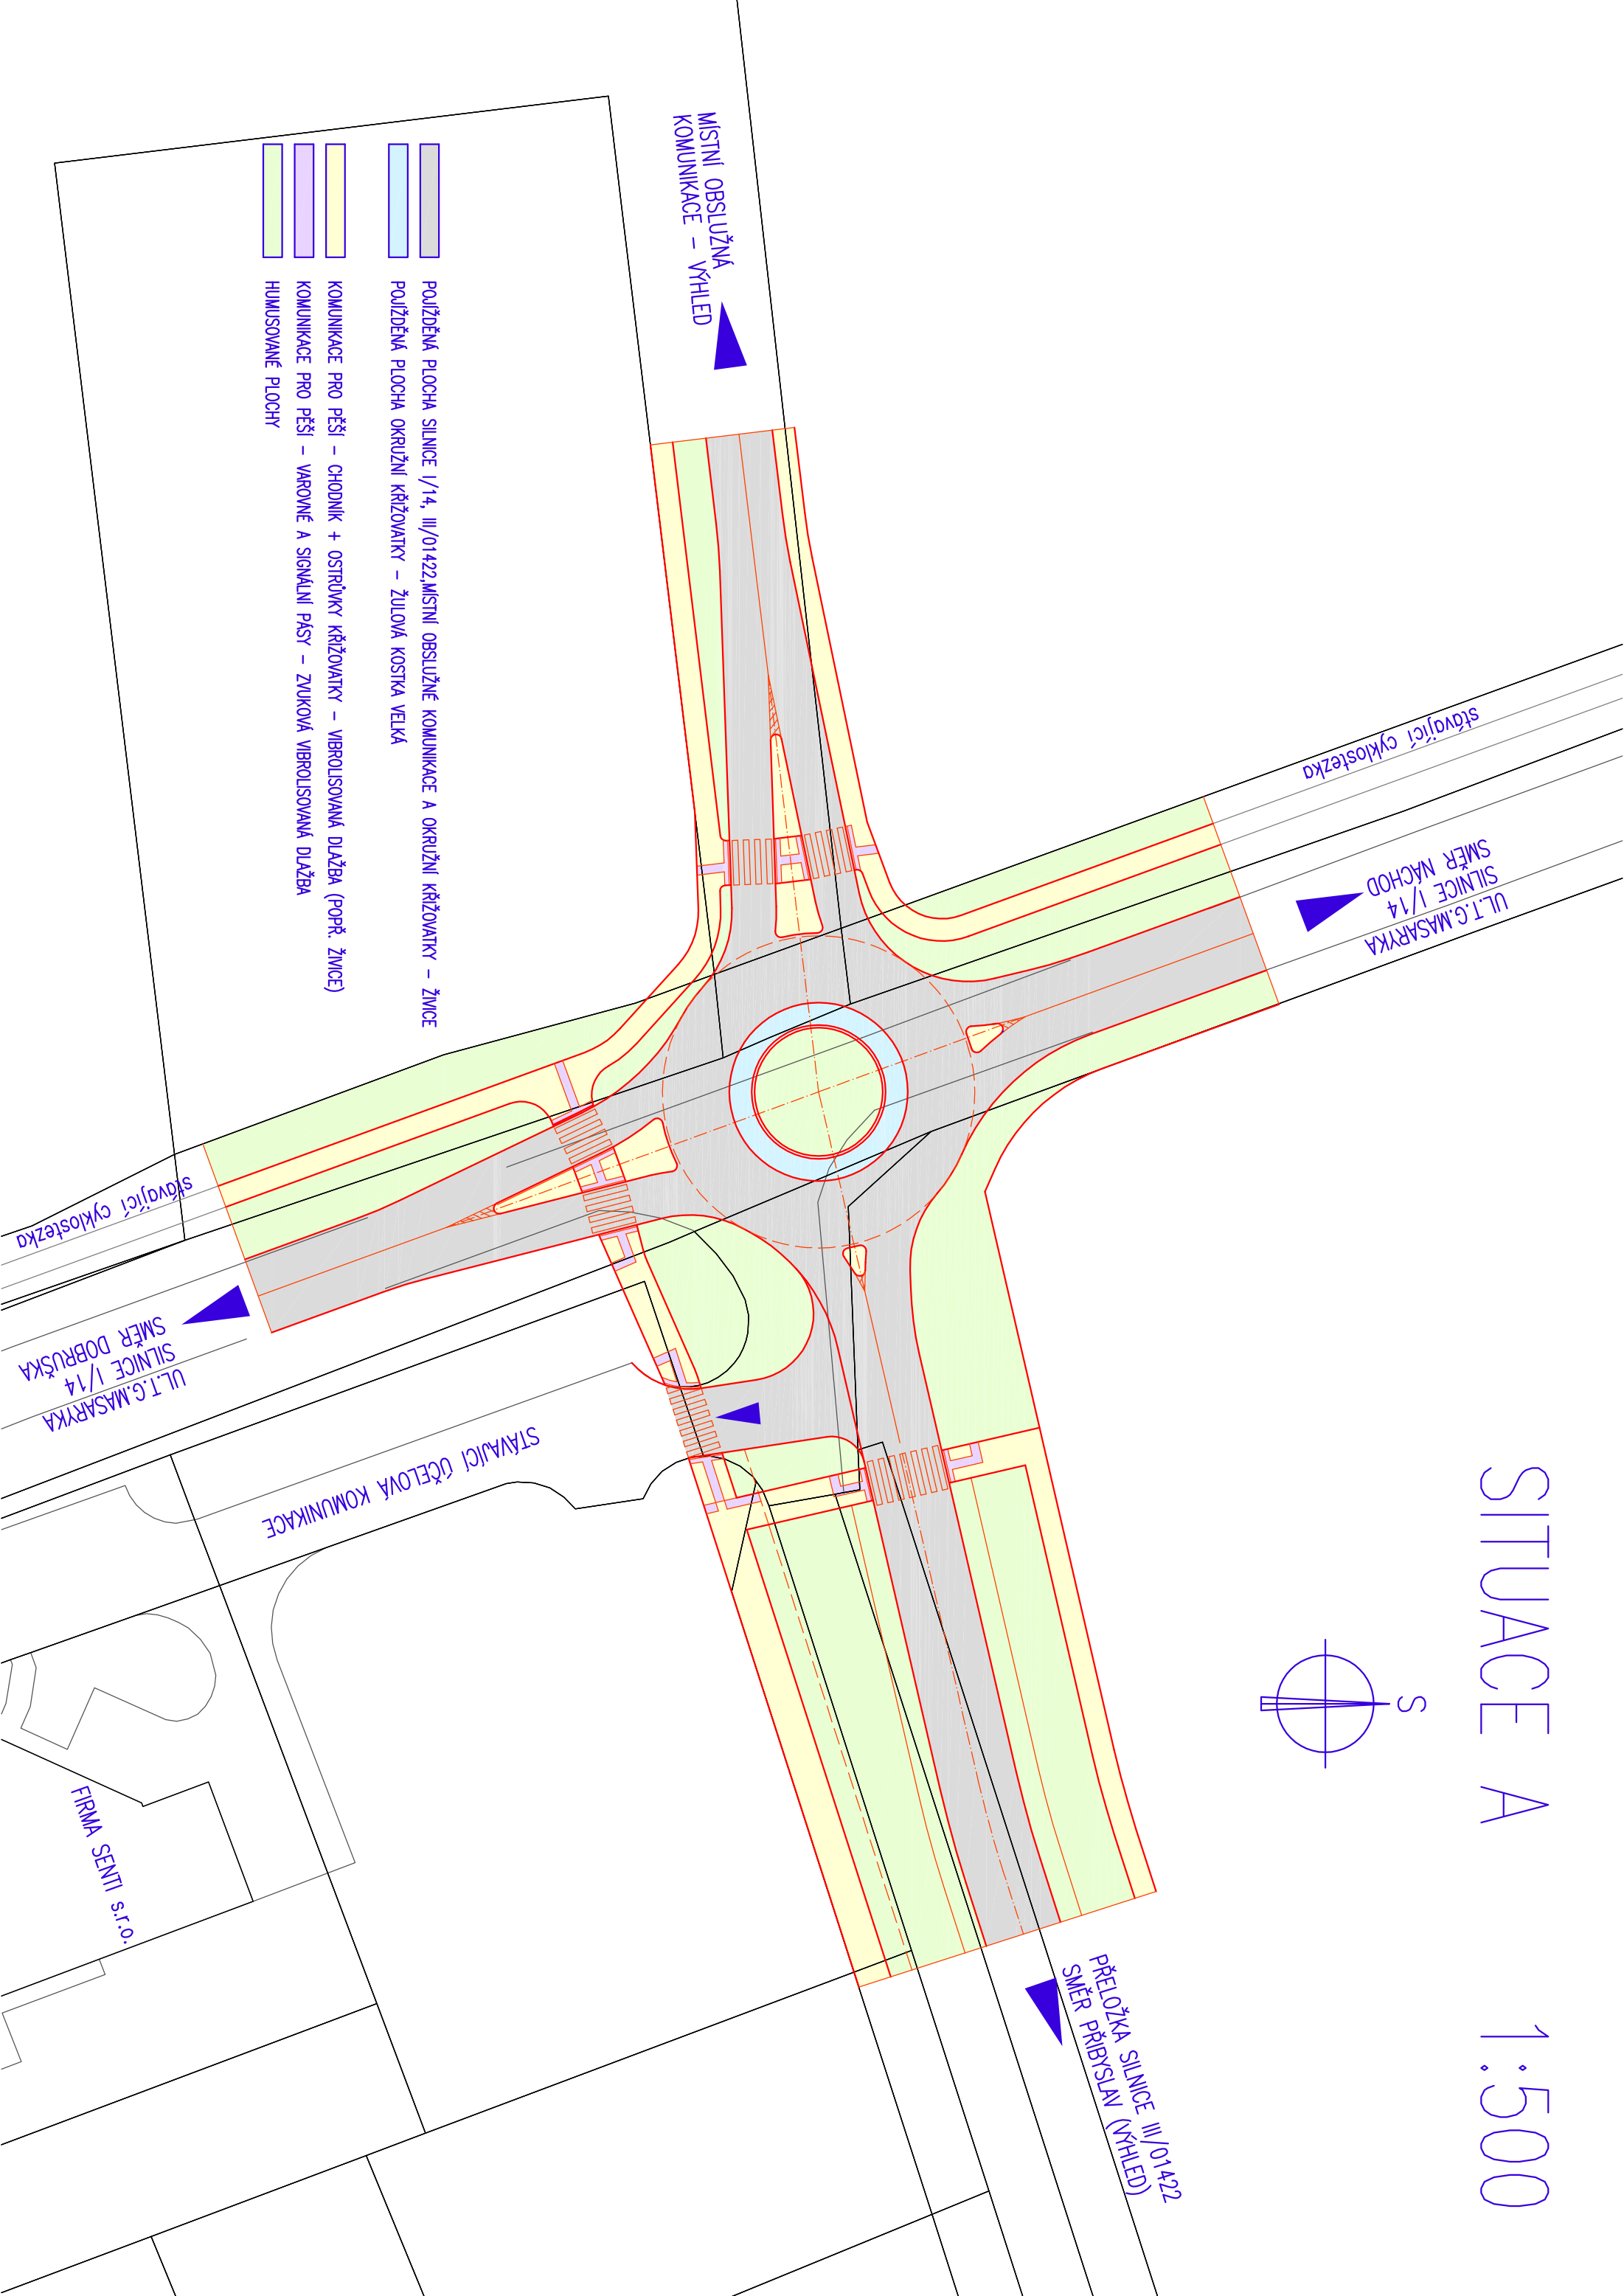 SITUACE A 1:500
S
MÍSTNÍ OBSLUŽNÁ
KOMUNIKACE – VÝHLED
stávající cyklostezka
UL.T.G.MASARYKA
SILNICE I/14
SMĚR NÁCHOD
POJÍŽDĚNÁ PLOCHA SILNICE I/14, III/01422,MÍSTNÍ OBSLUŽNÉ KOMUNIKACE A OKRUŽNÍ KŘIŽOVATKY – ŽIVICE
POJÍŽDĚNÁ PLOCHA OKRUŽNÍ KŘIŽOVATKY – ŽULOVÁ KOSTKA VELKÁ
KOMUNIKACE PRO PĚŠÍ – CHODNÍK + OSTRŮVKY KŘIŽOVATKY – VIBROLISOVANÁ DLAŽBA (POPŘ. ŽIVICE)
KOMUNIKACE PRO PĚŠÍ – VAROVNÉ A SIGNÁLNÍ PÁSY – ZVUKOVÁ VIBROLISOVANÁ DLAŽBA
HUMUSOVANÉ PLOCHY
stávající cyklostezka
UL.T.G.MASARYKA
SILNICE I/14
SMĚR DOBRUŠKA
STÁVAJÍCÍ ÚČELOVÁ KOMUNIKACE
FIRMA SENTI s.r.o.
PŘELOŽKA SILNICE III/01422
SMĚR PŘIBYSLAV (VÝHLED)